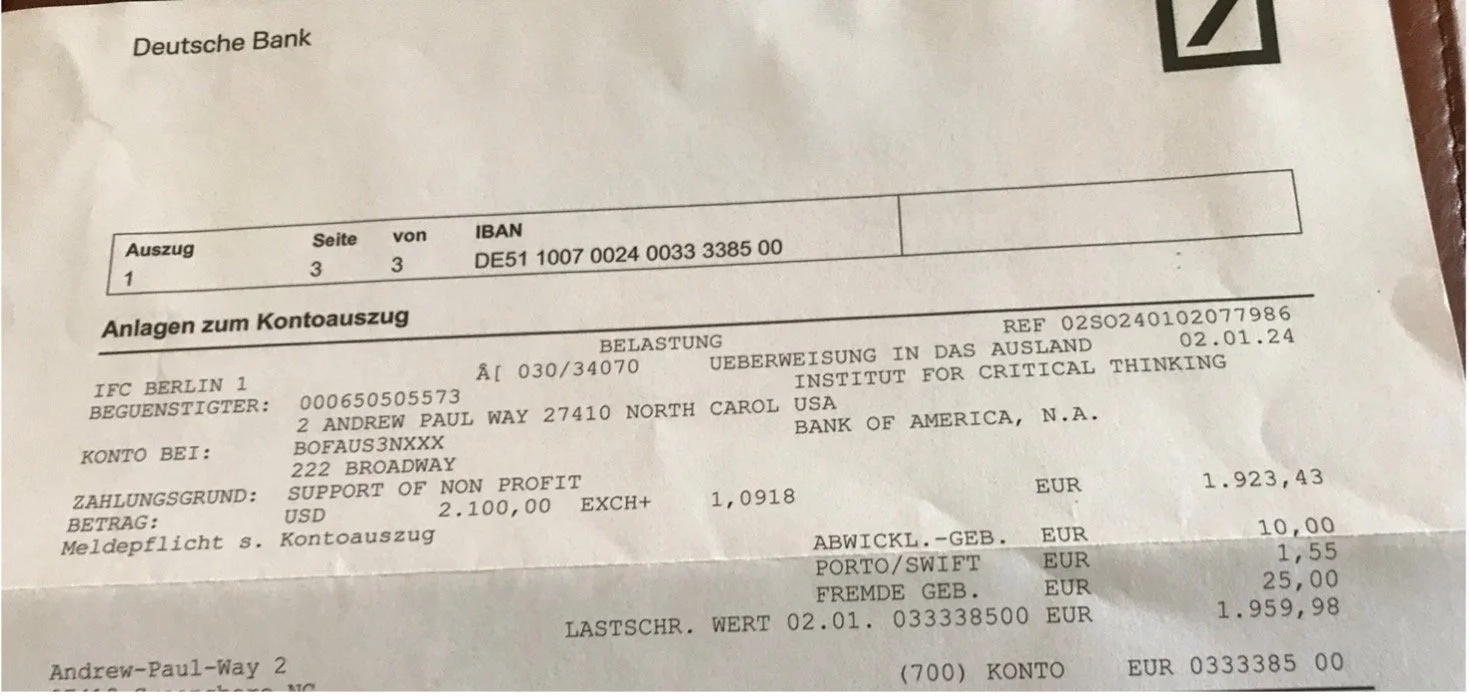 Deutsche Bank
Auszug Seite von IBAN
1 3 3 DE51 1007 0024 0033 3385 00
Anlagen zum Kontoauszug
BELASTUNG REF 02SO240102077986
IFC BERLIN 1 Â[ 030/34070 UEBERWEISUNG IN DAS AUSLAND 02.01.24
BEGUENSTIGTER: 000650505573 INSTITUT FOR CRITICAL THINKING
2 ANDREW PAUL WAY 27410 NORTH CAROL USA
KONTO BEI: BOFAUS3NXXX BANK OF AMERICA, N.A.
222 BROADWAY
ZAHLUNGSGRUND: SUPPORT OF NON PROFIT
BETRAG: USD 2.100,00 EXCH+ 1,0918 EUR 1.923,43
Meldepflicht s. Kontoauszug
ABWICKL.-GEB. EUR 10,00
PORTO/SWIFT EUR 1,55
FREMDE GEB. EUR 25,00
LASTSCHR. WERT 02.01. 033338500 EUR 1.959,98
Andrew-Paul-Way 2
(700) KONTO EUR 0333385 00